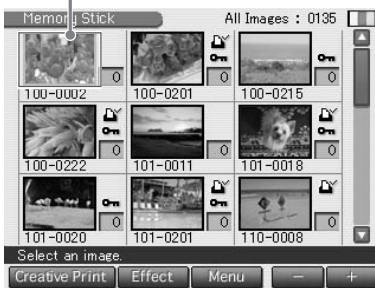 Memory Stick All Images : 0135
0 0 0
100-0002 100-0201 100-0215
0 0 0
100-0222 101-0011 101-0018
0 0 0
101-0020 101-0201 110-0008
Select an image.
Creative Print Effect Menu - +